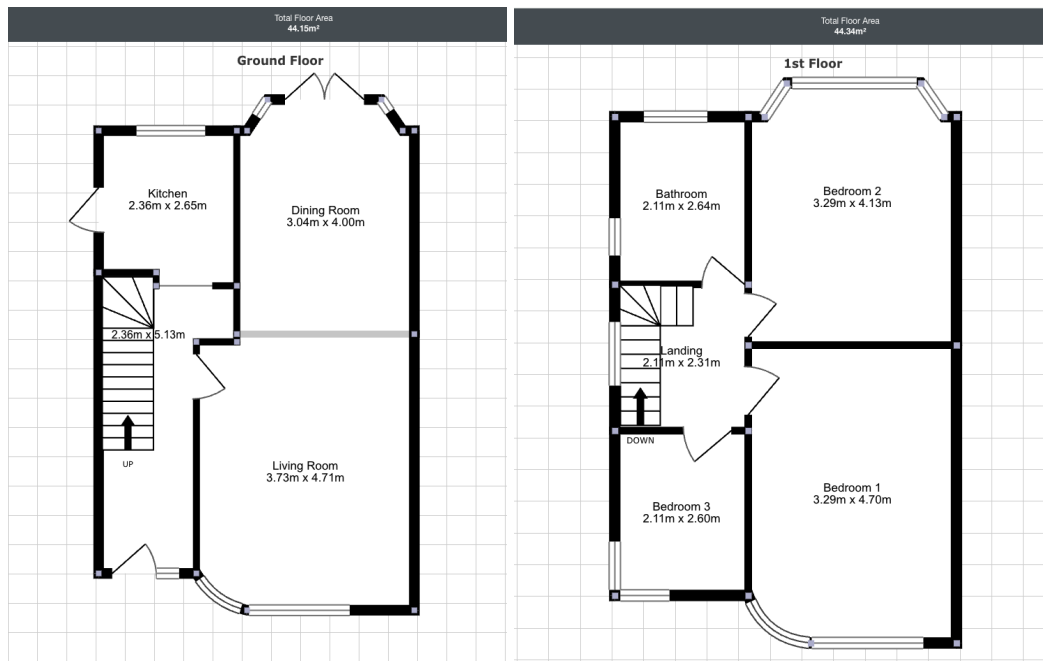 Total Floor Area
44.15m²
Ground Floor
Kitchen
2.36m x 2.65m
Dining Room
3.04m x 4.00m
2.36m x 5.13m
UP
Living Room
3.73m x 4.71m
Total Floor Area
44.34m²
1st Floor
Bathroom
2.11m x 2.64m
Bedroom 2
3.29m x 4.13m
Landing
2.11m x 2.31m
DOWN
Bedroom 3
2.11m x 2.60m
Bedroom 1
3.29m x 4.70m